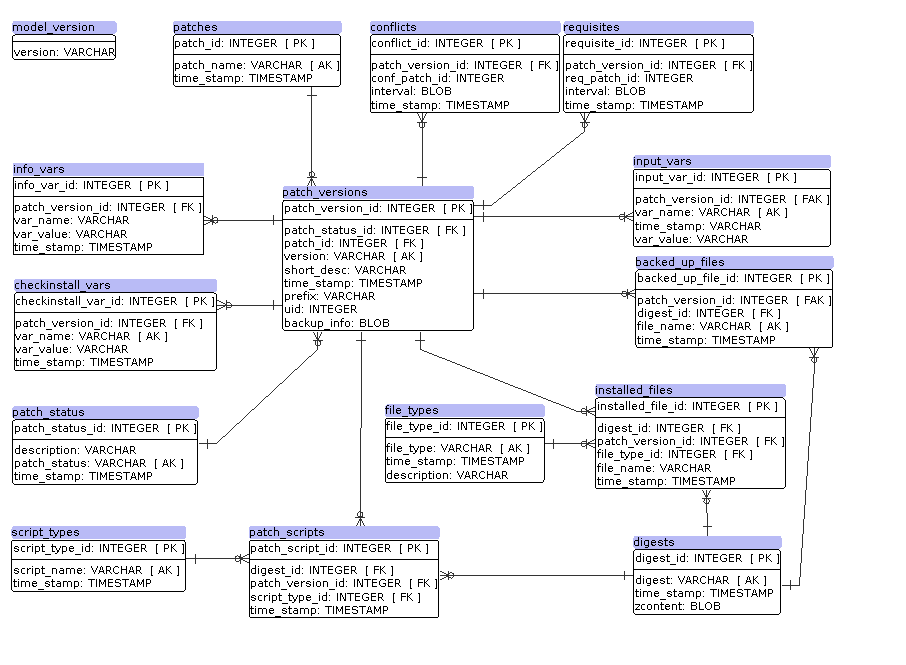 model_version
version: VARCHAR
patches
patch_id: INTEGER [ PK ]
patch_name: VARCHAR [ AK ]
time_stamp: TIMESTAMP
conflicts
conflict_id: INTEGER [ PK ]
patch_version_id: INTEGER [ FK ]
conf_patch_id: INTEGER
interval: BLOB
time_stamp: TIMESTAMP
requisites
requisite_id: INTEGER [ PK ]
patch_version_id: INTEGER [ FK ]
req_patch_id: INTEGER
interval: BLOB
time_stamp: TIMESTAMP
info_vars
info_var_id: INTEGER [ PK ]
patch_version_id: INTEGER [ FK ]
var_name: VARCHAR
var_value: VARCHAR
time_stamp: TIMESTAMP
patch_versions
patch_version_id: INTEGER [ PK ]
patch_status_id: INTEGER [ FK ]
patch_id: INTEGER [ FK ]
version: VARCHAR [ AK ]
short_desc: VARCHAR
time_stamp: TIMESTAMP
prefix: VARCHAR
uid: INTEGER
backup_info: BLOB
input_vars
input_var_id: INTEGER [ PK ]
patch_version_id: INTEGER [ FAK ]
var_name: VARCHAR [ AK ]
time_stamp: VARCHAR
var_value: VARCHAR
backed_up_files
backed_up_file_id: INTEGER [ PK ]
patch_version_id: INTEGER [ FAK ]
digest_id: INTEGER [ FK ]
file_name: VARCHAR [ AK ]
time_stamp: TIMESTAMP
checkinstall_vars
checkinstall_var_id: INTEGER [ PK ]
patch_version_id: INTEGER [ FK ]
var_name: VARCHAR [ AK ]
var_value: VARCHAR
time_stamp: TIMESTAMP
patch_status
patch_status_id: INTEGER [ PK ]
description: VARCHAR
patch_status: VARCHAR [ AK ]
time_stamp: TIMESTAMP
file_types
file_type_id: INTEGER [ PK ]
file_type: VARCHAR [ AK ]
time_stamp: TIMESTAMP
description: VARCHAR
installed_files
installed_file_id: INTEGER [ PK ]
digest_id: INTEGER [ FK ]
patch_version_id: INTEGER [ FK ]
file_type_id: INTEGER [ FK ]
file_name: VARCHAR
time_stamp: TIMESTAMP
script_types
script_type_id: INTEGER [ PK ]
script_name: VARCHAR [ AK ]
time_stamp: TIMESTAMP
patch_scripts
patch_script_id: INTEGER [ PK ]
digest_id: INTEGER [ FK ]
patch_version_id: INTEGER [ FK ]
script_type_id: INTEGER [ FK ]
time_stamp: TIMESTAMP
digests
digest_id: INTEGER [ PK ]
digest: VARCHAR [ AK ]
time_stamp: TIMESTAMP
zcontent: BLOB